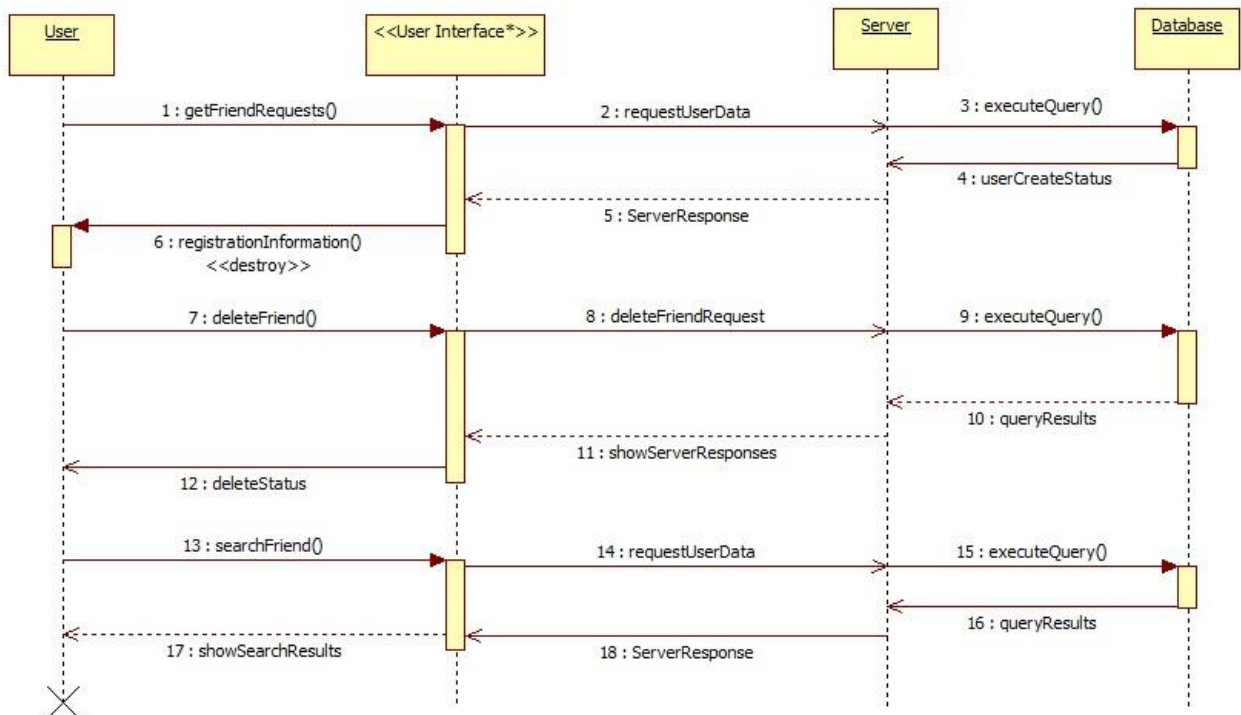 User
<<User Interface*>>
Server
Database
1 : getFriendRequests()
2 : requestUserData
3 : executeQuery()
4 : userCreateStatus
5 : ServerResponse
6 : registrationInformation()
<<destroy>>
7 : deleteFriend()
8 : deleteFriendRequest
9 : executeQuery()
10 : queryResults
11 : showServerResponses
12 : deleteStatus
13 : searchFriend()
14 : requestUserData
15 : executeQuery()
16 : queryResults
17 : showSearchResults
18 : ServerResponse